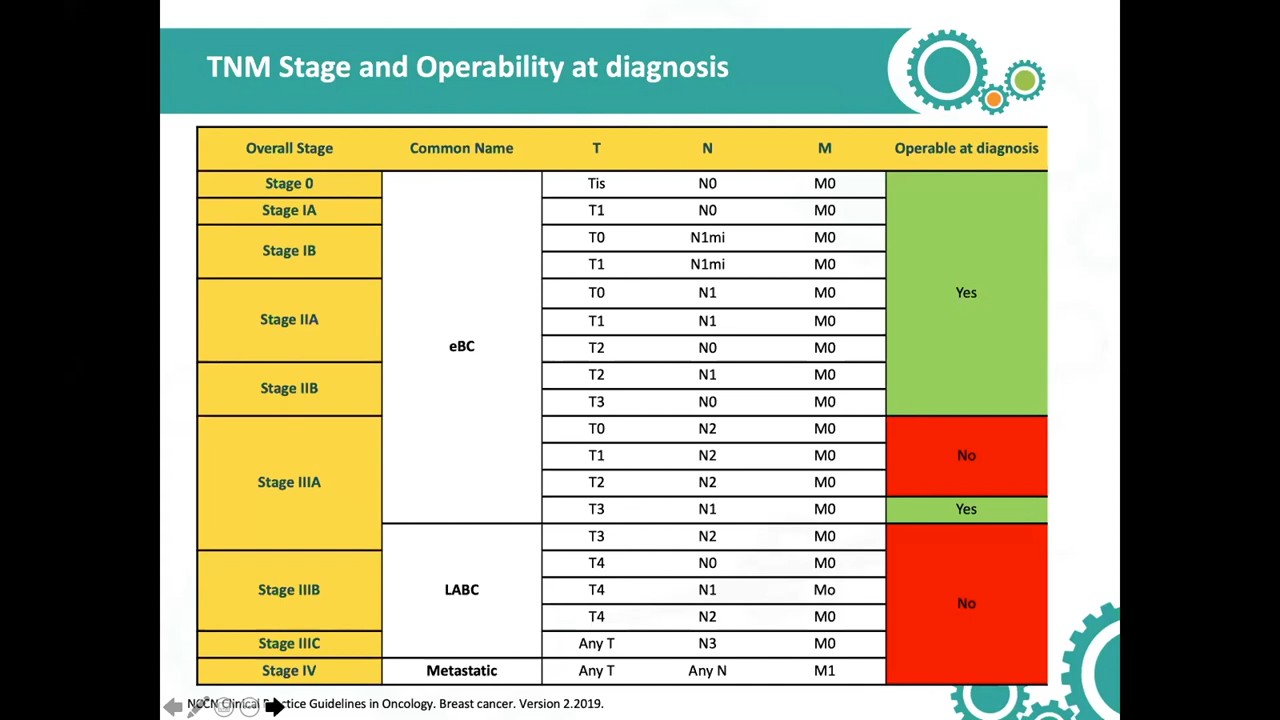 TNM Stage and Operability at diagnosis
Overall Stage Common Name T N M Operable at diagnosis
Stage 0 Tis N0 M0
Stage IA T1 N0 M0
Stage IB T0 N1mi M0
T1 N1mi M0
Stage IIA T0 N1 M0 Yes
T1 N1 M0
eBC T2 N0 M0
Stage IIB T2 N1 M0
T3 N0 M0
T0 N2 M0
T1 N2 M0 No
Stage IIIA T2 N2 M0
T3 N1 M0 Yes
T3 N2 M0
T4 N0 M0
Stage IIIB LABC T4 N1 Mo No
T4 N2 M0
Stage IIIC Any T N3 M0
Stage IV Metastatic Any T Any N M1
NCCN Clinical Practice Guidelines in Oncology. Breast cancer. Version 2.2019.